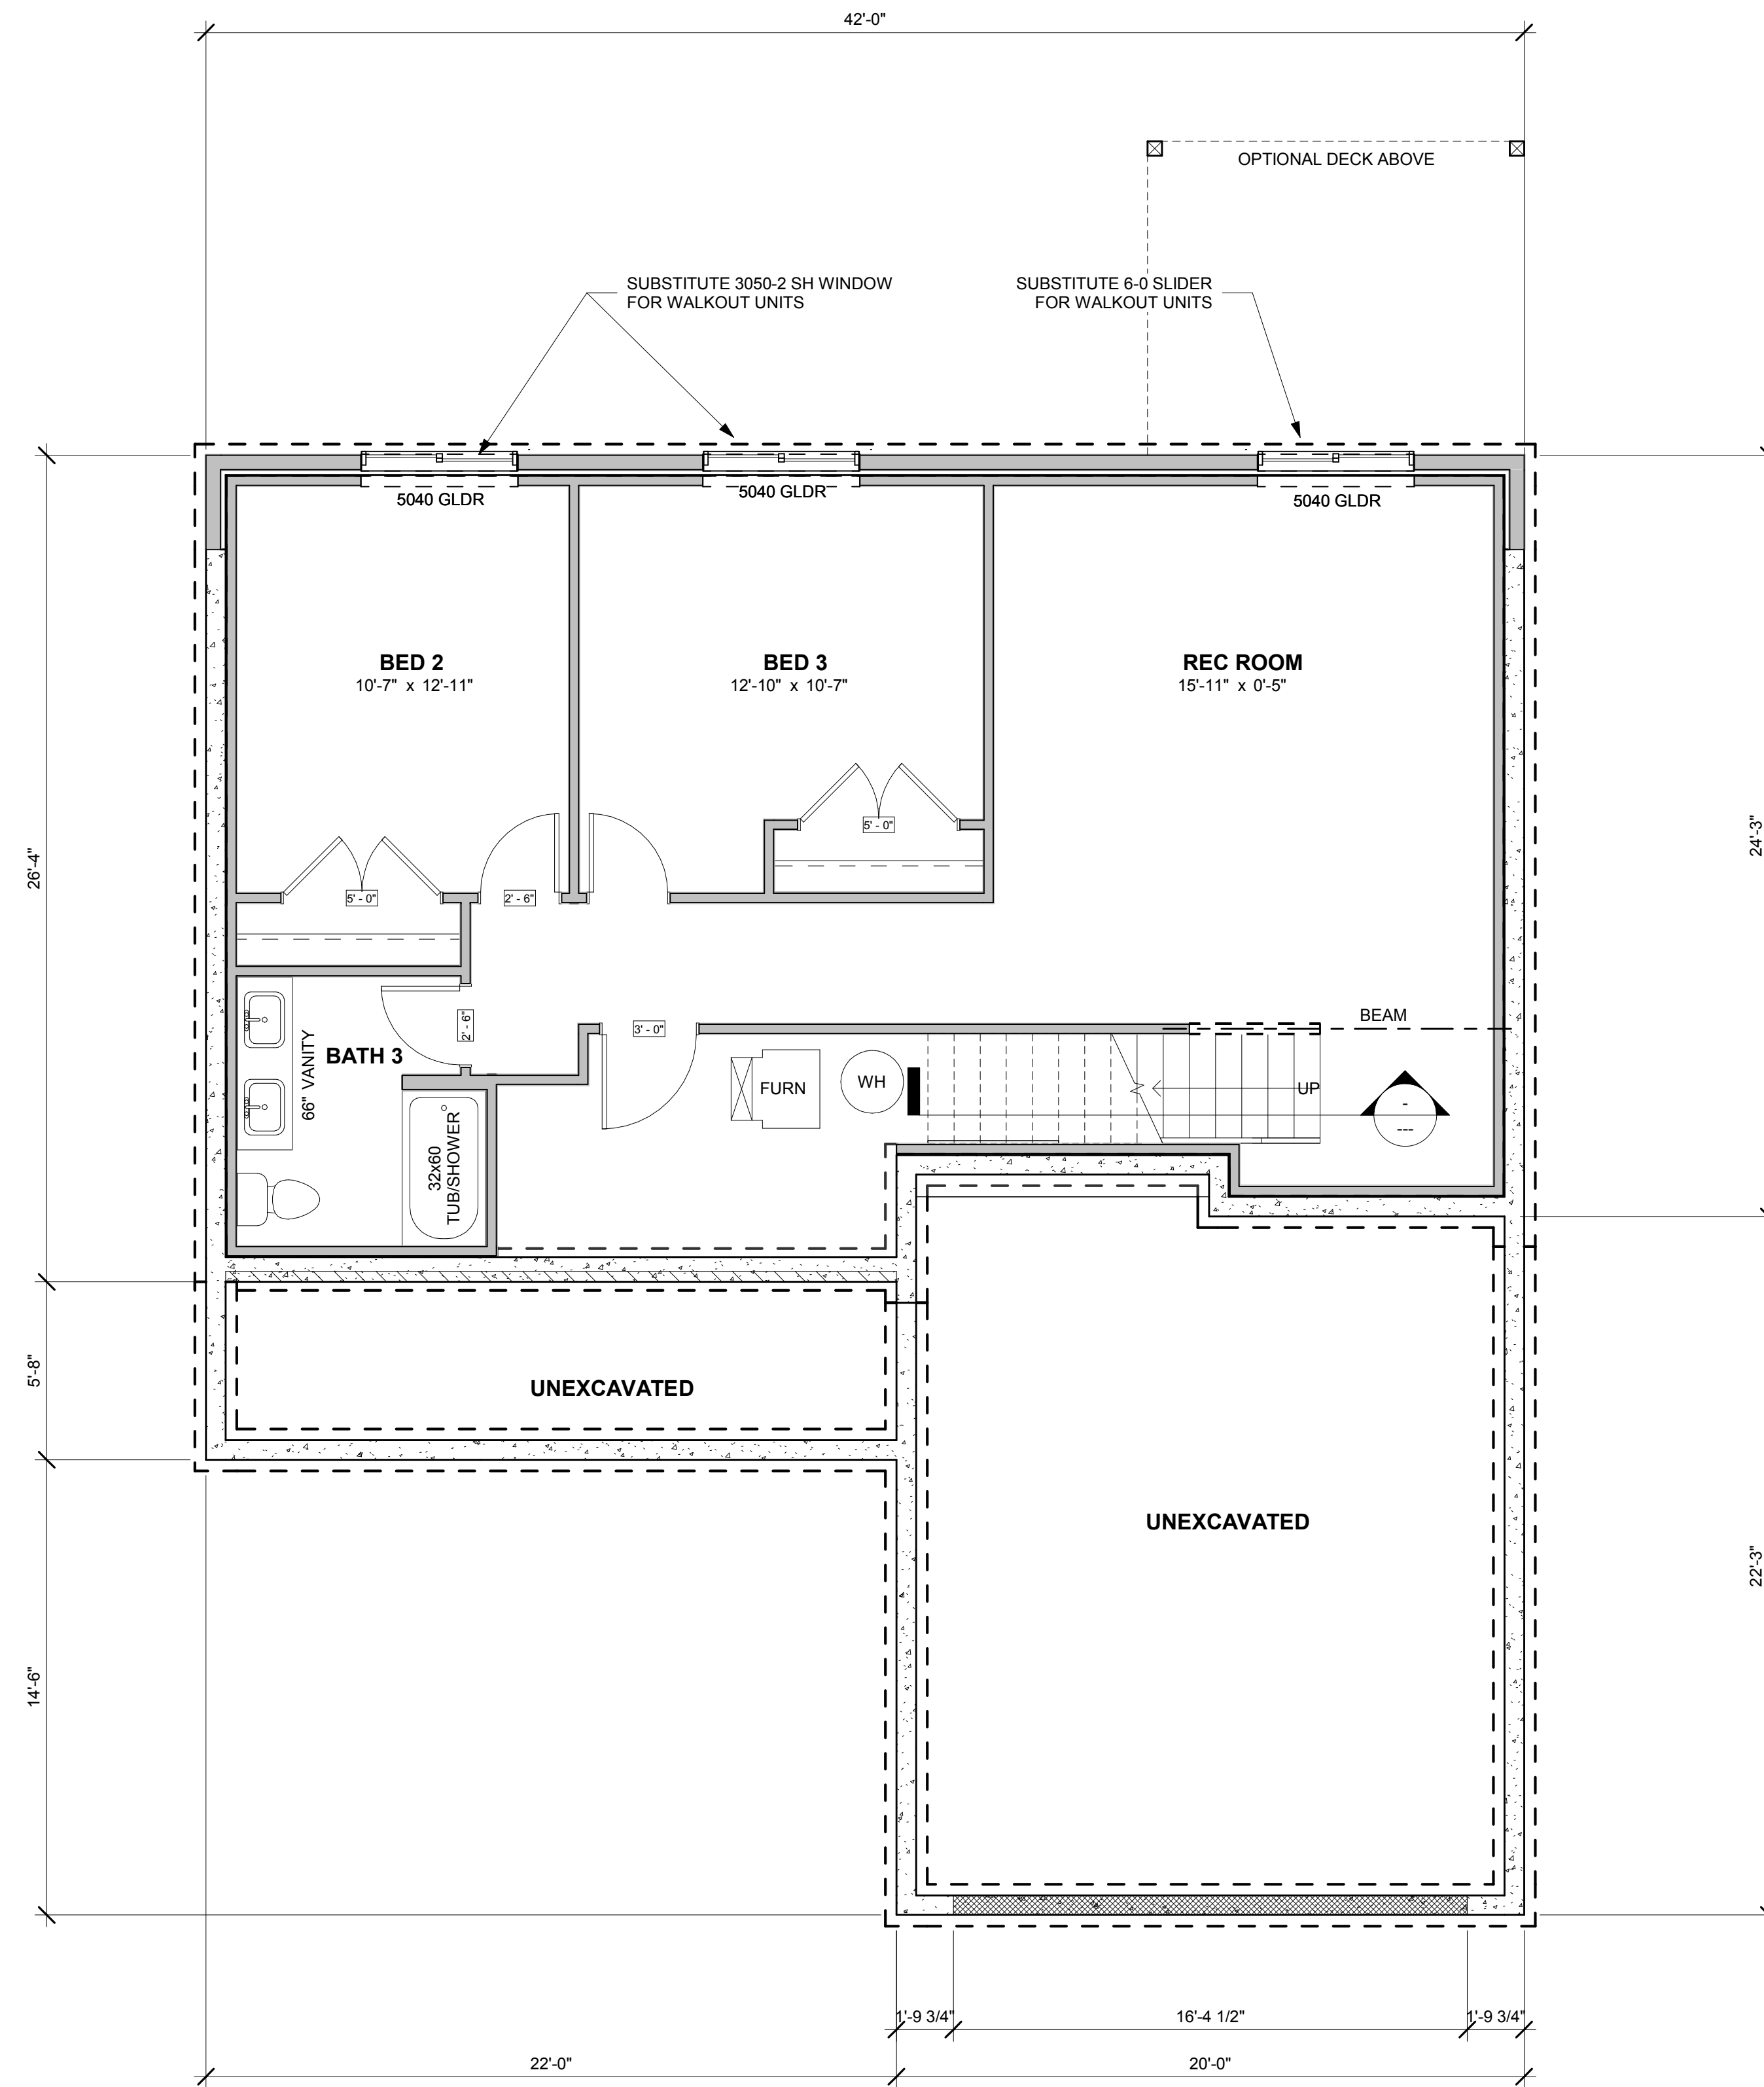 42'-0"
OPTIONAL DECK ABOVE
SUBSTITUTE 3050-2 SH WINDOW
FOR WALKOUT UNITS
SUBSTITUTE 6-0 SLIDER
FOR WALKOUT UNITS
5040 GLDR
5040 GLDR
5040 GLDR
BED 2
10'-7" x 12'-11"
BED 3
12'-10" x 10'-7"
REC ROOM
15'-11" x 0'-5"
26'-4"
24'-3"
5' - 0"
2' - 6"
5' - 0"
2' - 6"
3' - 0"
BEAM
66" VANITY
BATH 3
FURN
WH
UP
-
---
32x60
TUB/SHOWER
5'-8"
UNEXCAVATED
UNEXCAVATED
14'-6"
22'-3"
1'-9 3/4"
16'-4 1/2"
1'-9 3/4"
22'-0"
20'-0"